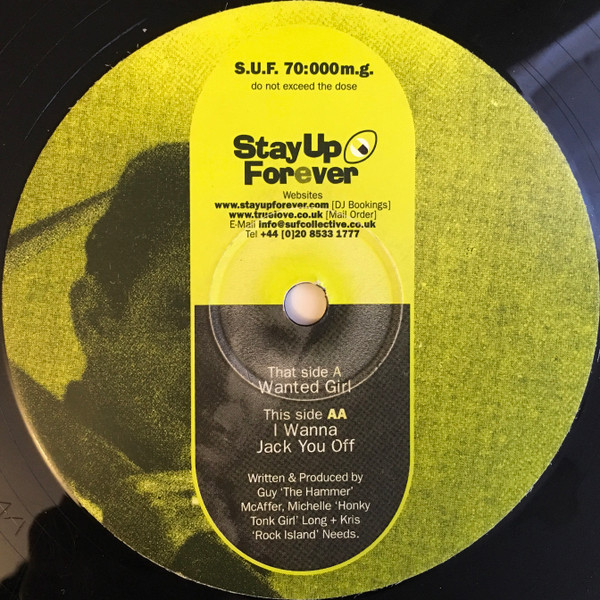 S.U.F. 70:000m.g.
do not exceed the dose
StayUp
Forever
Websites
www.stayupforever.com [DJ Bookings]
www.truelove.co.uk [Mail Order]
E-Mail info@sufcollective.co.uk
Tel +44 [0]20 8533 1777
That side A
Wanted Girl
This side AA
I Wanna
Jack You Off
Written & Produced by
Guy 'The Hammer'
McAffer, Michelle 'Honky
Tonk Girl' Long + Kris
'Rock Island' Needs.